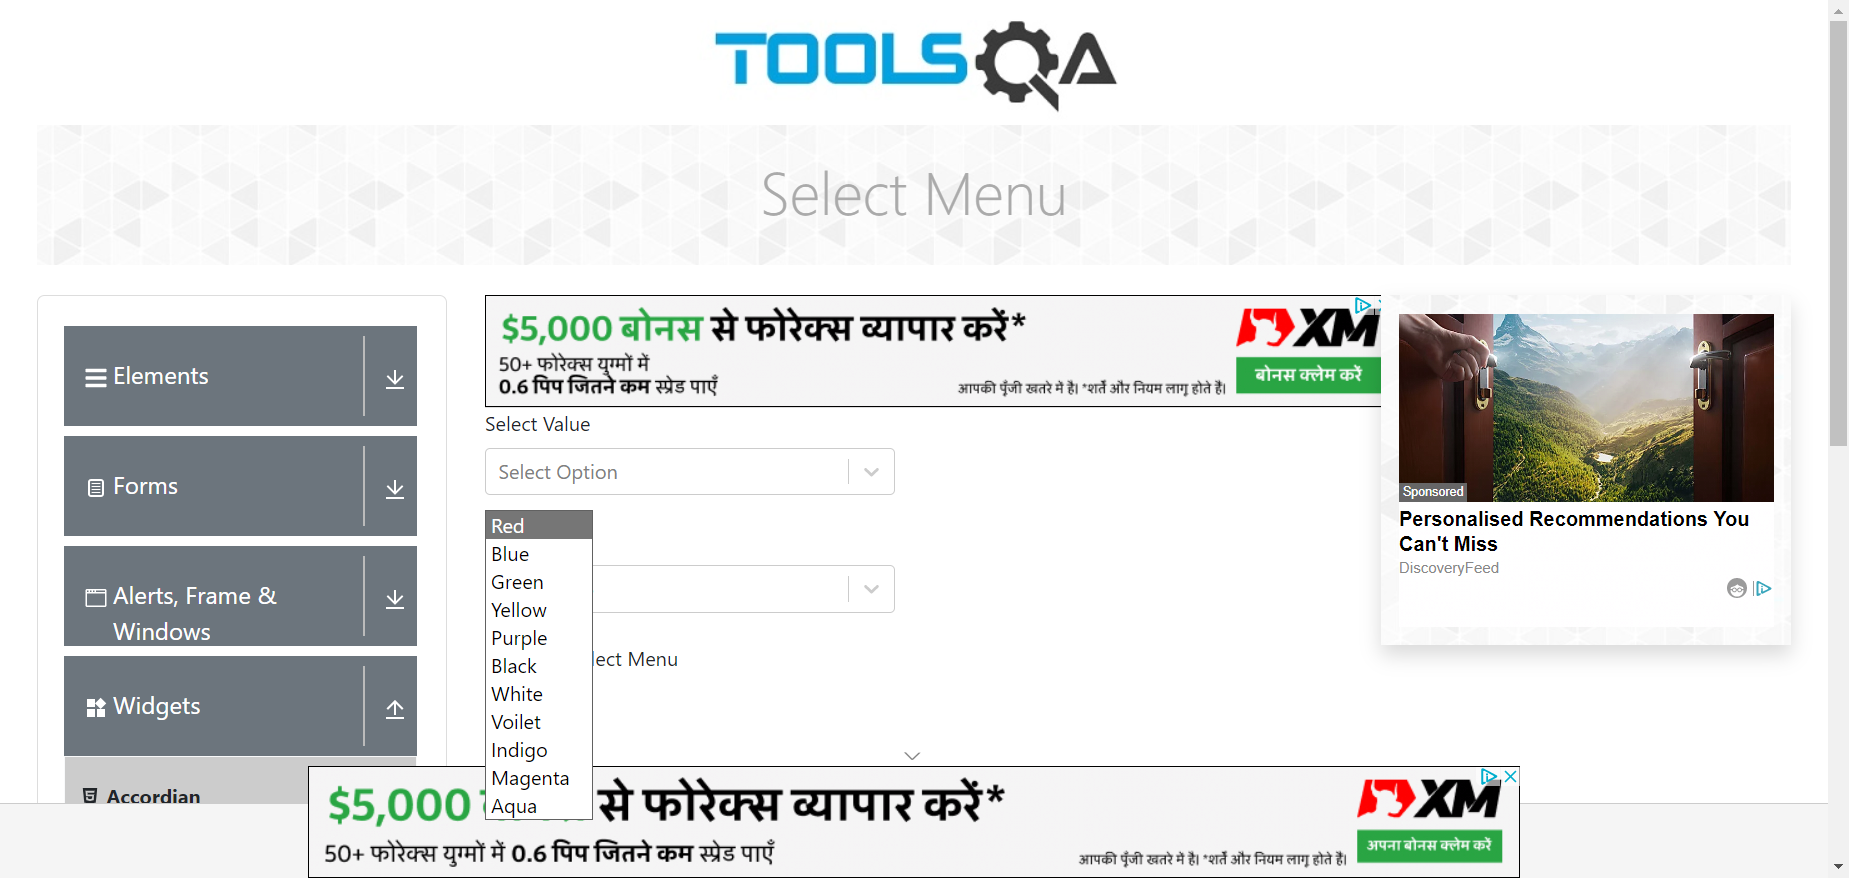 TOOLSQA
Select Menu
Elements
Forms
Alerts, Frame &
Windows
Widgets
Accordian
$5,000 बोनस से फोरेक्स व्यापार करें*
50+ फोरेक्स युग्मों में
0.6 पिप जितने कम स्प्रेड पाएँ
आपकी पूँजी खतरे में है। *शर्तें और नियम लागू होते हैं।
XM
बोनस क्लेम करें
Select Value
Select Option
Red
Blue
Green
Yellow
Purple
Black
White
Voilet
Indigo
Magenta
Aqua
lect Menu
Sponsored
Personalised Recommendations You
Can't Miss
DiscoveryFeed
$5,000 से फोरेक्स व्यापार करें*
50+ फोरेक्स युग्मों में 0.6 पिप जितने कम स्प्रेड पाएँ
आपकी पूँजी खतरे में है। *शर्तें और नियम लागू होते हैं।
XM
अपना बोनस क्लेम करें